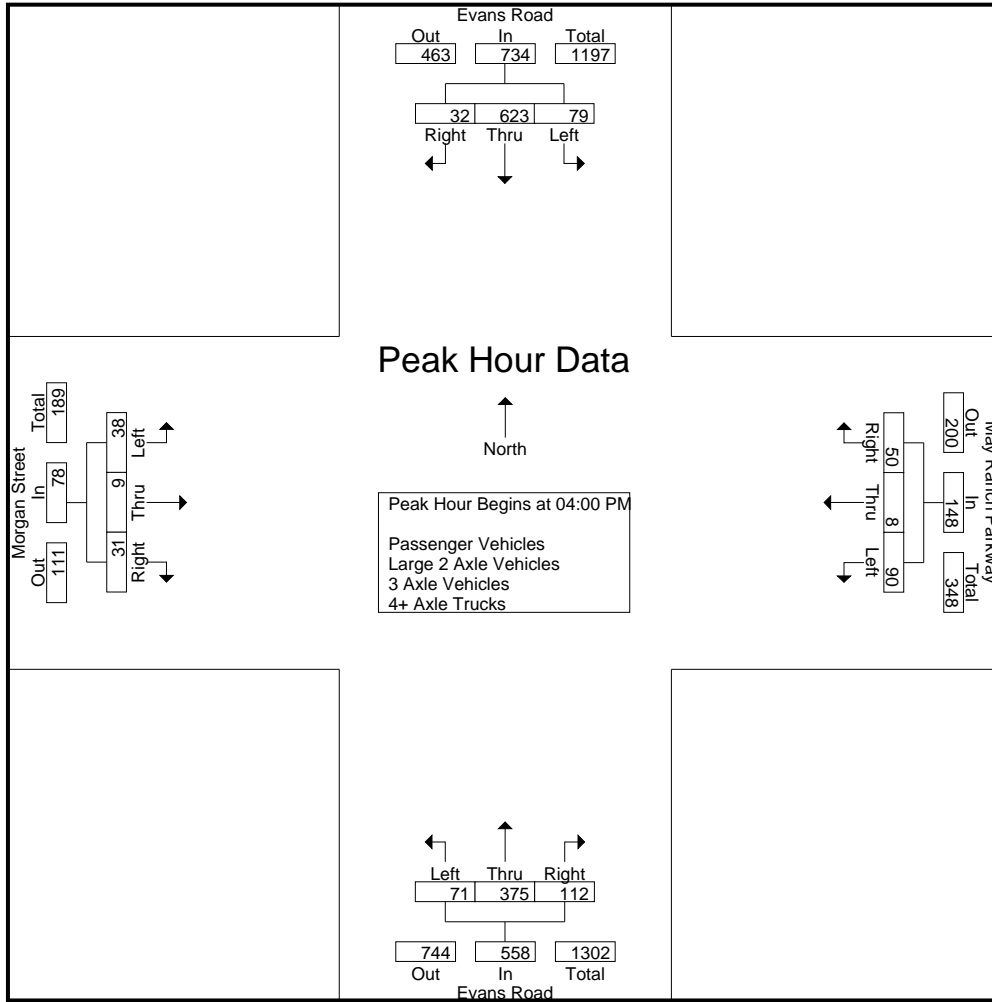 Evans Road
Out In Total
463 734 1197
32 623 79
Right Thru Left
Peak Hour Data
North
Peak Hour Begins at 04:00 PM
Passenger Vehicles
Large 2 Axle Vehicles
3 Axle Vehicles
4+ Axle Trucks
Morgan Street
Out In Total
111 78 189
31 9 38
Right Thru Left
May Ranch Parkway
Out In Total
200 148 348
50 8 90
Right Thru Left
Left Thru Right
71 375 112
744 558 1302
Out In Total
Evans Road